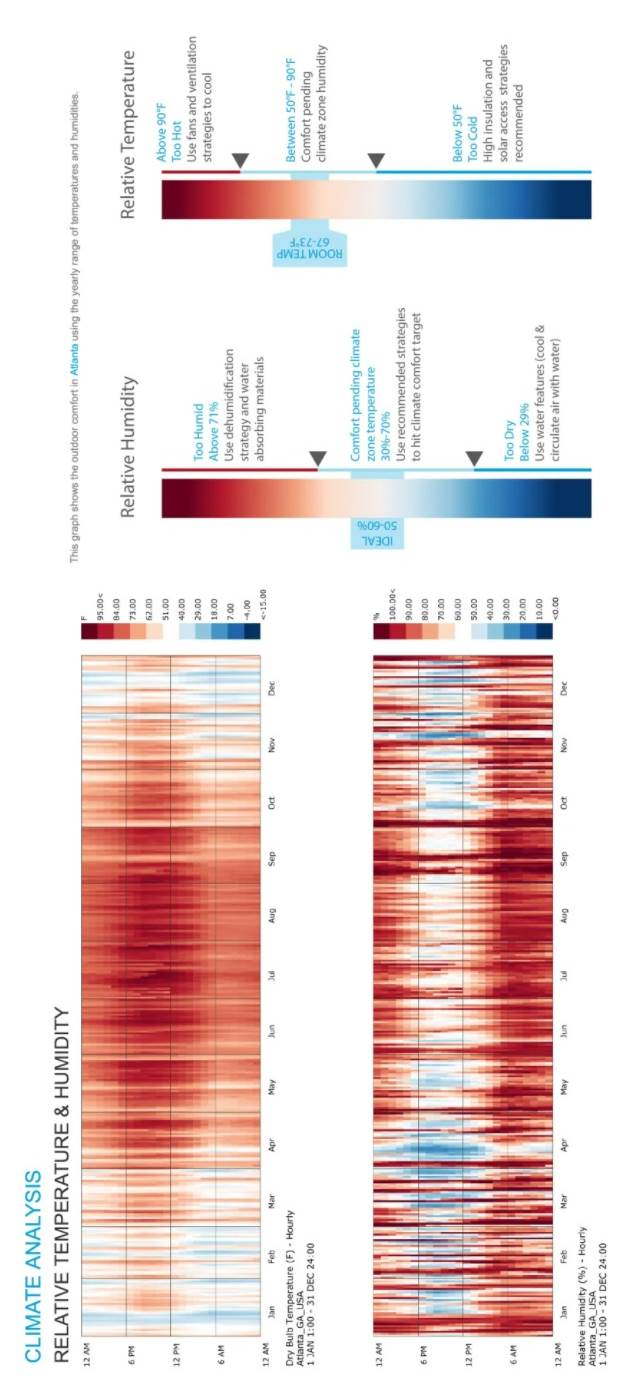 CLIMATE ANALYSIS
RELATIVE TEMPERATURE & HUMIDITY
12 AM
6 PM
12 PM
6 AM
12 AM
Jan
Feb
Mar
Apr
May
Jun
Jul
Aug
Sep
Oct
Nov
Dec
F
95.00<
84.00
73.00
62.00
51.00
40.00
29.00
18.00
7.00
-4.00
<-15.00
Dry Bulb Temperature (F) - Hourly
Atlanta_GA_USA
1 JAN 1:00 - 31 DEC 24:00
12 AM
6 PM
12 PM
6 AM
12 AM
Jan
Feb
Mar
Apr
May
Jun
Jul
Aug
Sep
Oct
Nov
Dec
%
100.00<
90.00
80.00
70.00
60.00
50.00
40.00
30.00
20.00
10.00
<0.00
Relative Humidity (%) - Hourly
Atlanta_GA_USA
1 JAN 1:00 - 31 DEC 24:00
This graph shows the outdoor comfort in Atlanta using the yearly range of temperatures and humidities.
Relative Humidity
IDEAL
50-60%
Too Humid
Above 71%
Use dehumidification
strategy and water
absorbing materials
Comfort pending climate
zone temperature
30%-70%
Use recommended strategies
to hit climate comfort target
Too Dry
Below 29%
Use water features (cool &
circulate air with water)
Relative Temperature
ROOM TEMP
67-73°F
Above 90°F
Too Hot
Use fans and ventilation
strategies to cool
Between 50°F - 90°F
Comfort pending
climate zone humidity
Below 50°F
Too Cold
High insulation and
solar access strategies
recommended